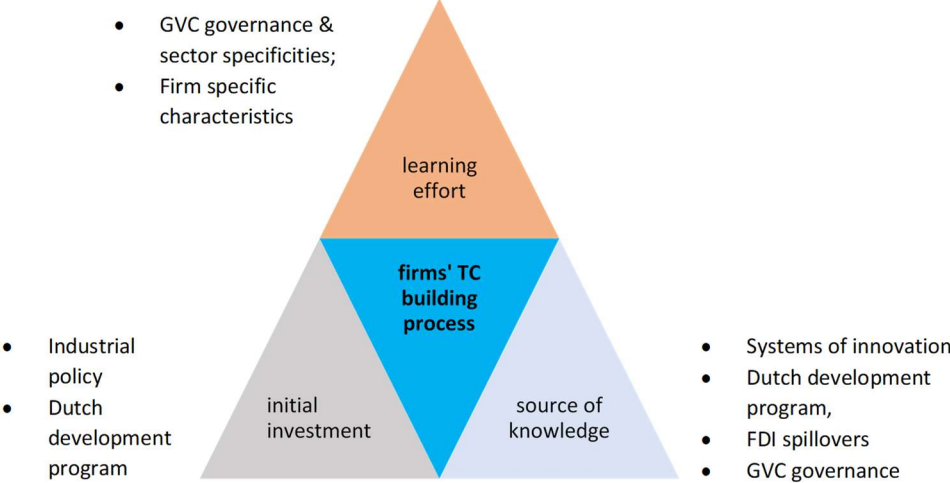 • GVC governance &
sector specificities;
• Firm specific
characteristics
learning
effort
firms' TC
building
process
• Industrial
policy
• Dutch
development
program
initial
investment
source of
knowledge
• Systems of innovation
• Dutch development
program,
• FDI spillovers
• GVC governance